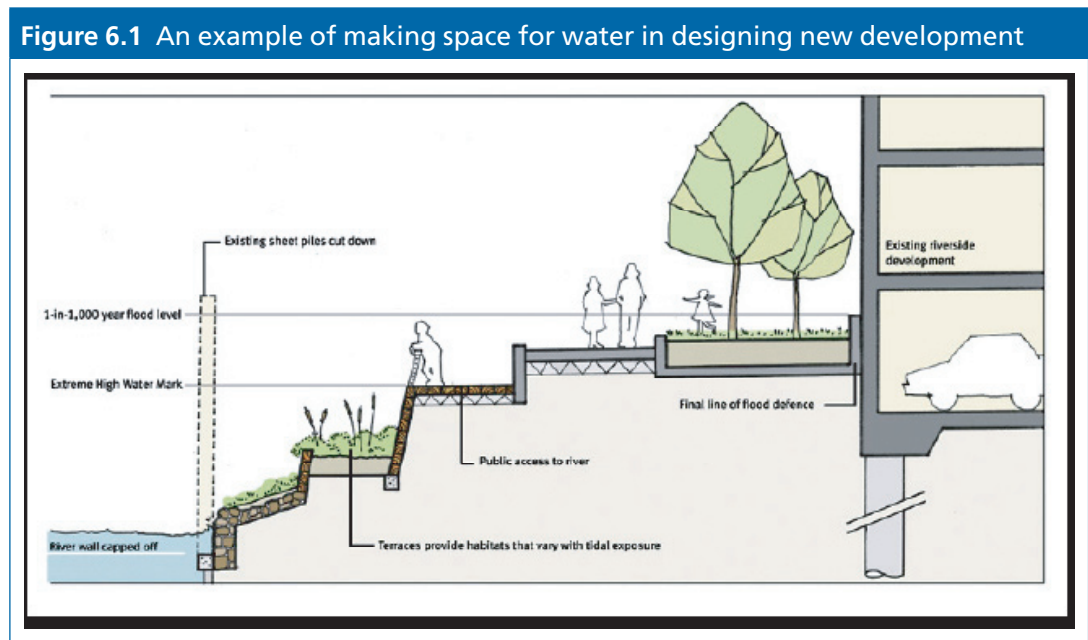 Figure 6.1 An example of making space for water in designing new development
Existing sheet piles cut down
Existing riverside
development
1-in-1,000 year flood level
Extreme High Water Mark
Final line of flood defence
Public access to river
River wall capped off
Terraces provide habitats that vary with tidal exposure